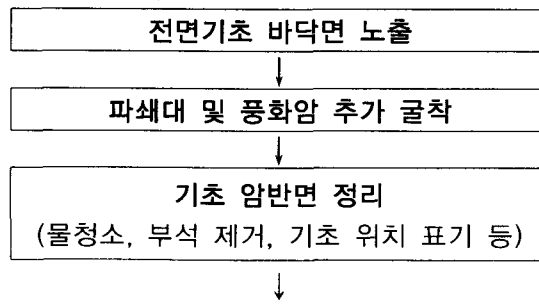 전면기초 바닥면 노출
파쇄대 및 풍화암 추가 굴착
기초 암반면 정리
(물청소, 부석 제거, 기초 위치 표기 등)